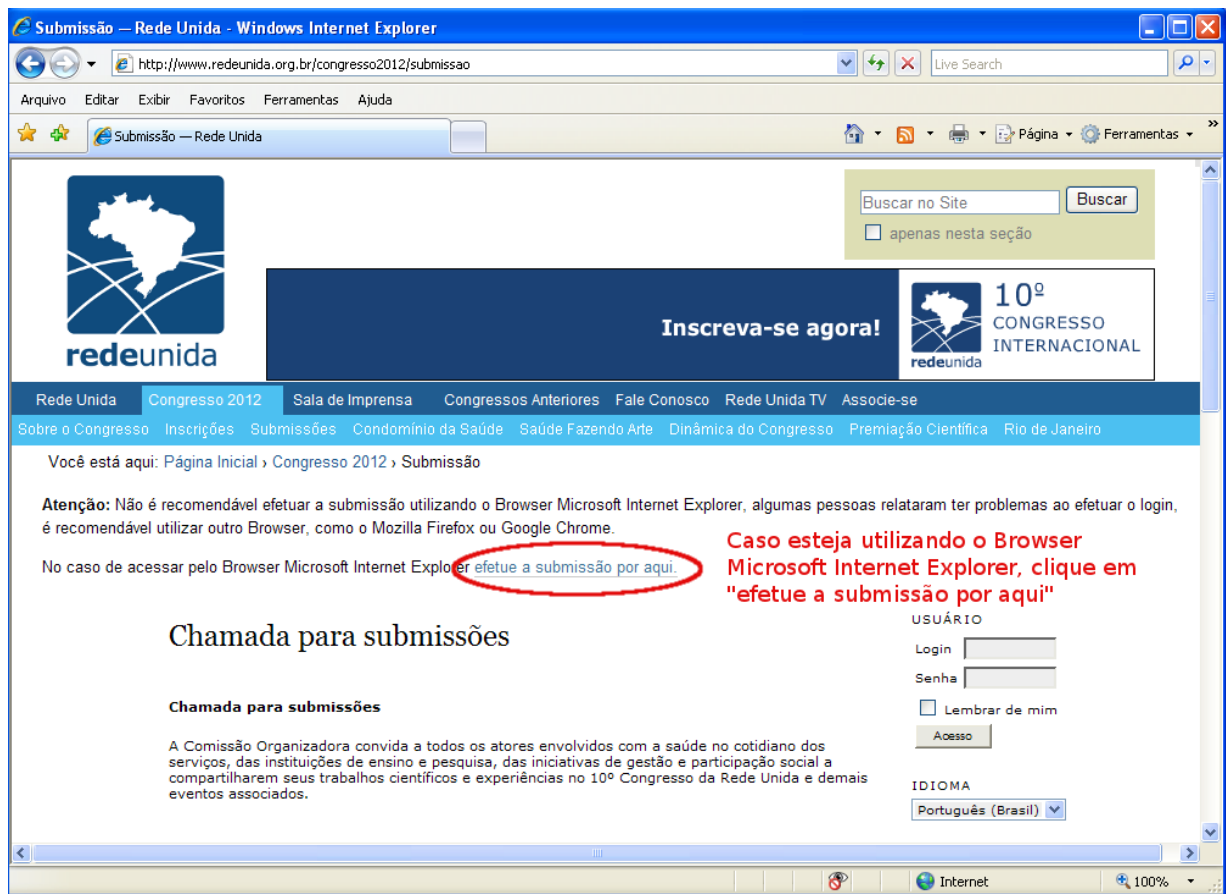 Submissão — Rede Unida - Windows Internet Explorer
http://www.redeunida.org.br/congresso2012/submissao
Live Search
Arquivo Editar Exibir Favoritos Ferramentas Ajuda
Submissão — Rede Unida
Página Ferramentas »
redeunida
Buscar no Site Buscar
apenas nesta seção
Inscreva-se agora!
redeunida
10º
CONGRESSO
INTERNACIONAL
Rede Unida Congresso 2012 Sala de Imprensa Congressos Anteriores Fale Conosco Rede Unida TV Associe-se
Sobre o Congresso Inscrições Submissões Condomínio da Saúde Saúde Fazendo Arte Dinâmica do Congresso Premiação Científica Rio de Janeiro
Você está aqui: Página Inicial › Congresso 2012 › Submissão
Atenção: Não é recomendável efetuar a submissão utilizando o Browser Microsoft Internet Explorer, algumas pessoas relataram ter problemas ao efetuar o login,
é recomendável utilizar outro Browser, como o Mozilla Firefox ou Google Chrome.
No caso de acessar pelo Browser Microsoft Internet Explorer efetue a submissão por aqui.
Caso esteja utilizando o Browser
Microsoft Internet Explorer, clique em
"efetue a submissão por aqui"
Chamada para submissões
Chamada para submissões
A Comissão Organizadora convida a todos os atores envolvidos com a saúde no cotidiano dos
serviços, das instituições de ensino e pesquisa, das iniciativas de gestão e participação social a
compartilharem seus trabalhos científicos e experiências no 10º Congresso da Rede Unida e demais
eventos associados.
USUÁRIO
Login
Senha
Lembrar de mim
Acesso
IDIOMA
Português (Brasil)
Internet 100%